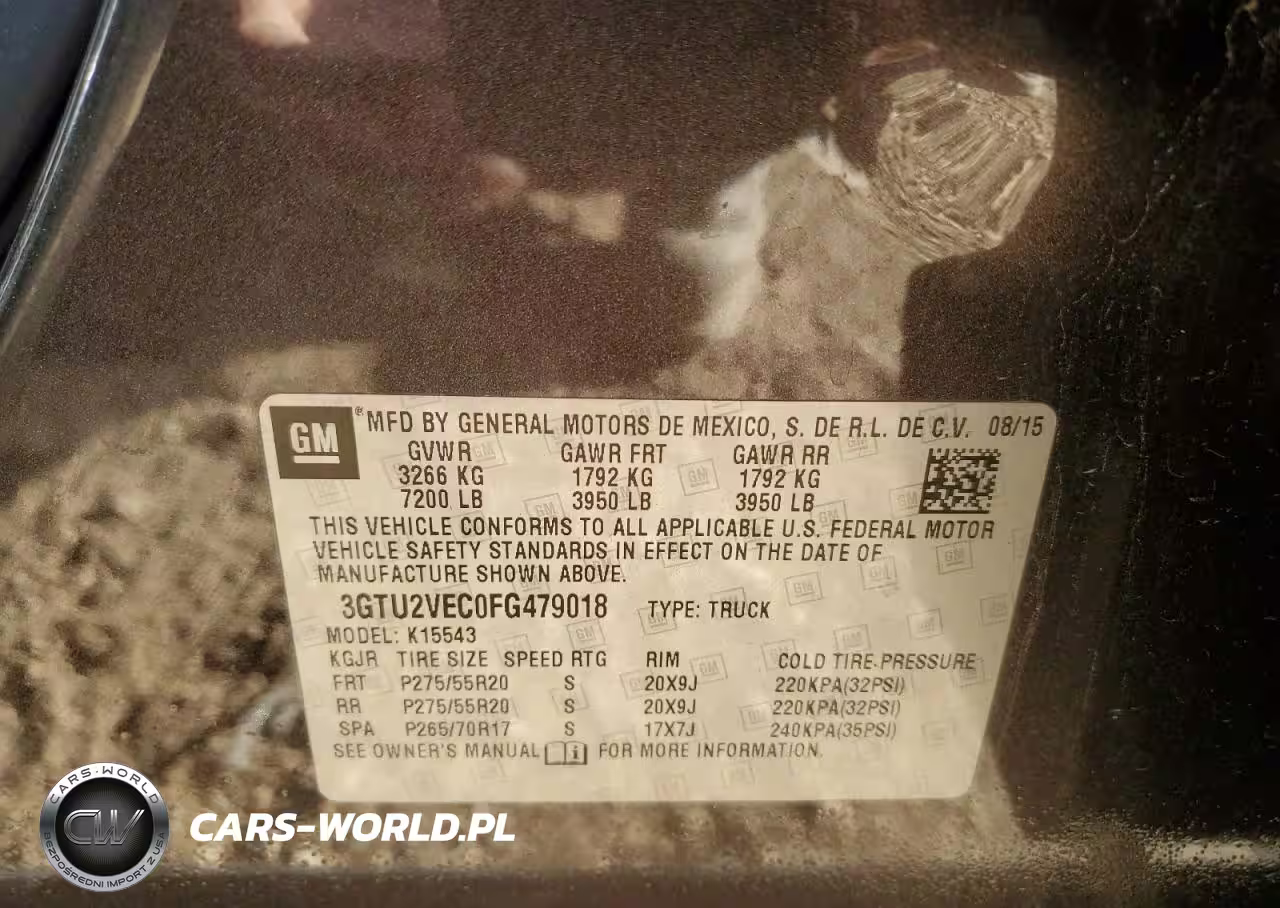 GM® MFD BY GENERAL MOTORS DE MEXICO, S. DE R.L. DE C.V. 08/15
GVWR GAWR FRT GAWR RR
3266 KG 1792 KG 1792 KG
7200 LB 3950 LB 3950 LB
THIS VEHICLE CONFORMS TO ALL APPLICABLE U.S. FEDERAL MOTOR
VEHICLE SAFETY STANDARDS IN EFFECT ON THE DATE OF
MANUFACTURE SHOWN ABOVE.
3GTU2VEC0FG479018 TYPE: TRUCK
MODEL: K15543
KGJR TIRE SIZE SPEED RTG RIM COLD TIRE PRESSURE
FRT P275/55R20 S 20X9J 220KPA(32PSI)
RR P275/55R20 S 20X9J 220KPA(32PSI)
SPA P265/70R17 S 17X7J 240KPA(35PSI)
SEE OWNER'S MANUAL FOR MORE INFORMATION.
CARS-WORLD
CW
BEZPOŚREDNI IMPORT Z USA
CARS-WORLD.PL